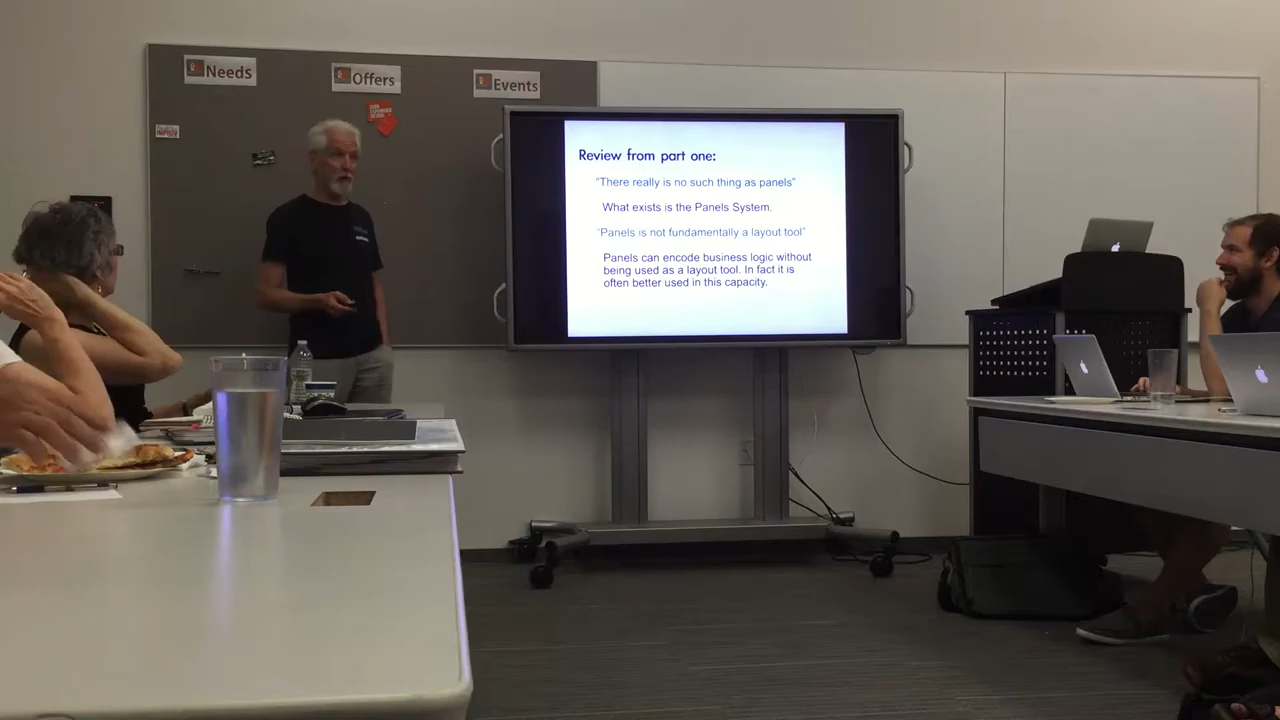 Needs
Offers
Events
IMPROV
Review from part one:
"There really is no such thing as panels"
What exists is the Panels System.
"Panels is not fundamentally a layout tool"
Panels can encode business logic without
being used as a layout tool. In fact it is
often better used in this capacity.